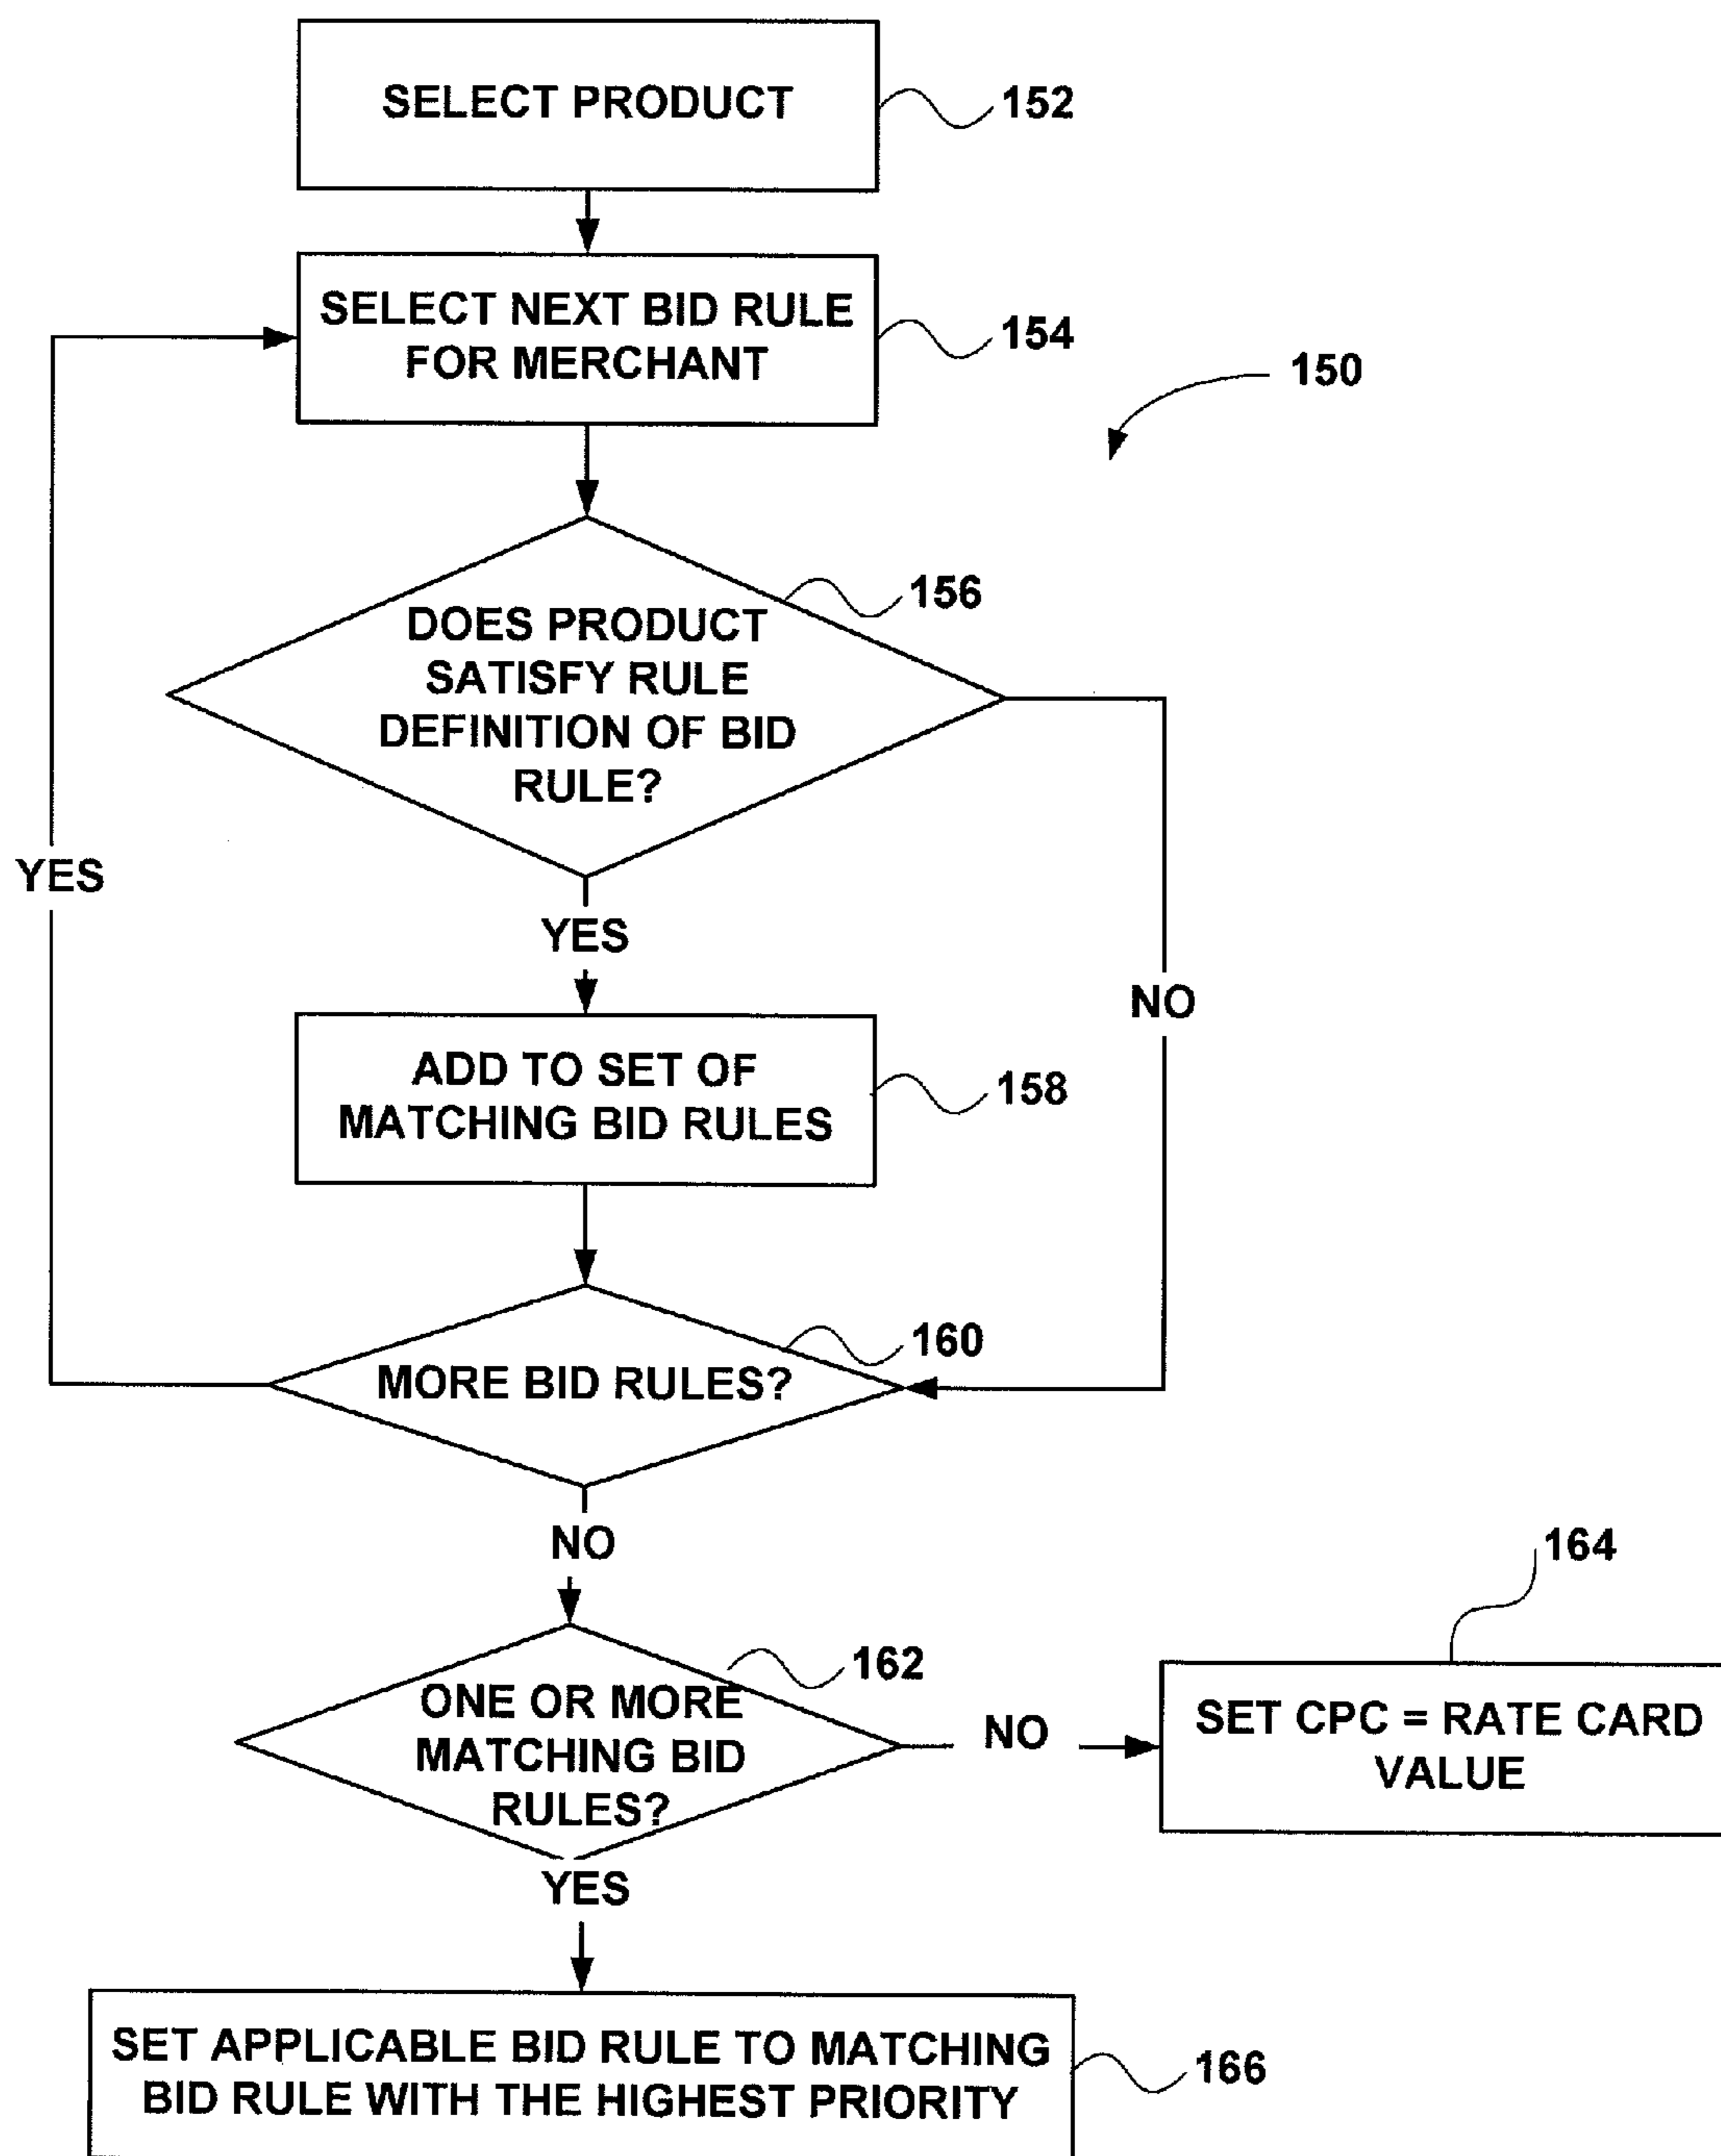 SELECT PRODUCT
152
SELECT NEXT BID RULE
FOR MERCHANT
154
150
156
DOES PRODUCT
SATISFY RULE
DEFINITION OF BID
RULE?
YES
YES
NO
ADD TO SET OF
MATCHING BID RULES
158
160
MORE BID RULES?
NO
164
162
ONE OR MORE
MATCHING BID
RULES?
NO
SET CPC = RATE CARD
VALUE
YES
SET APPLICABLE BID RULE TO MATCHING
BID RULE WITH THE HIGHEST PRIORITY
166